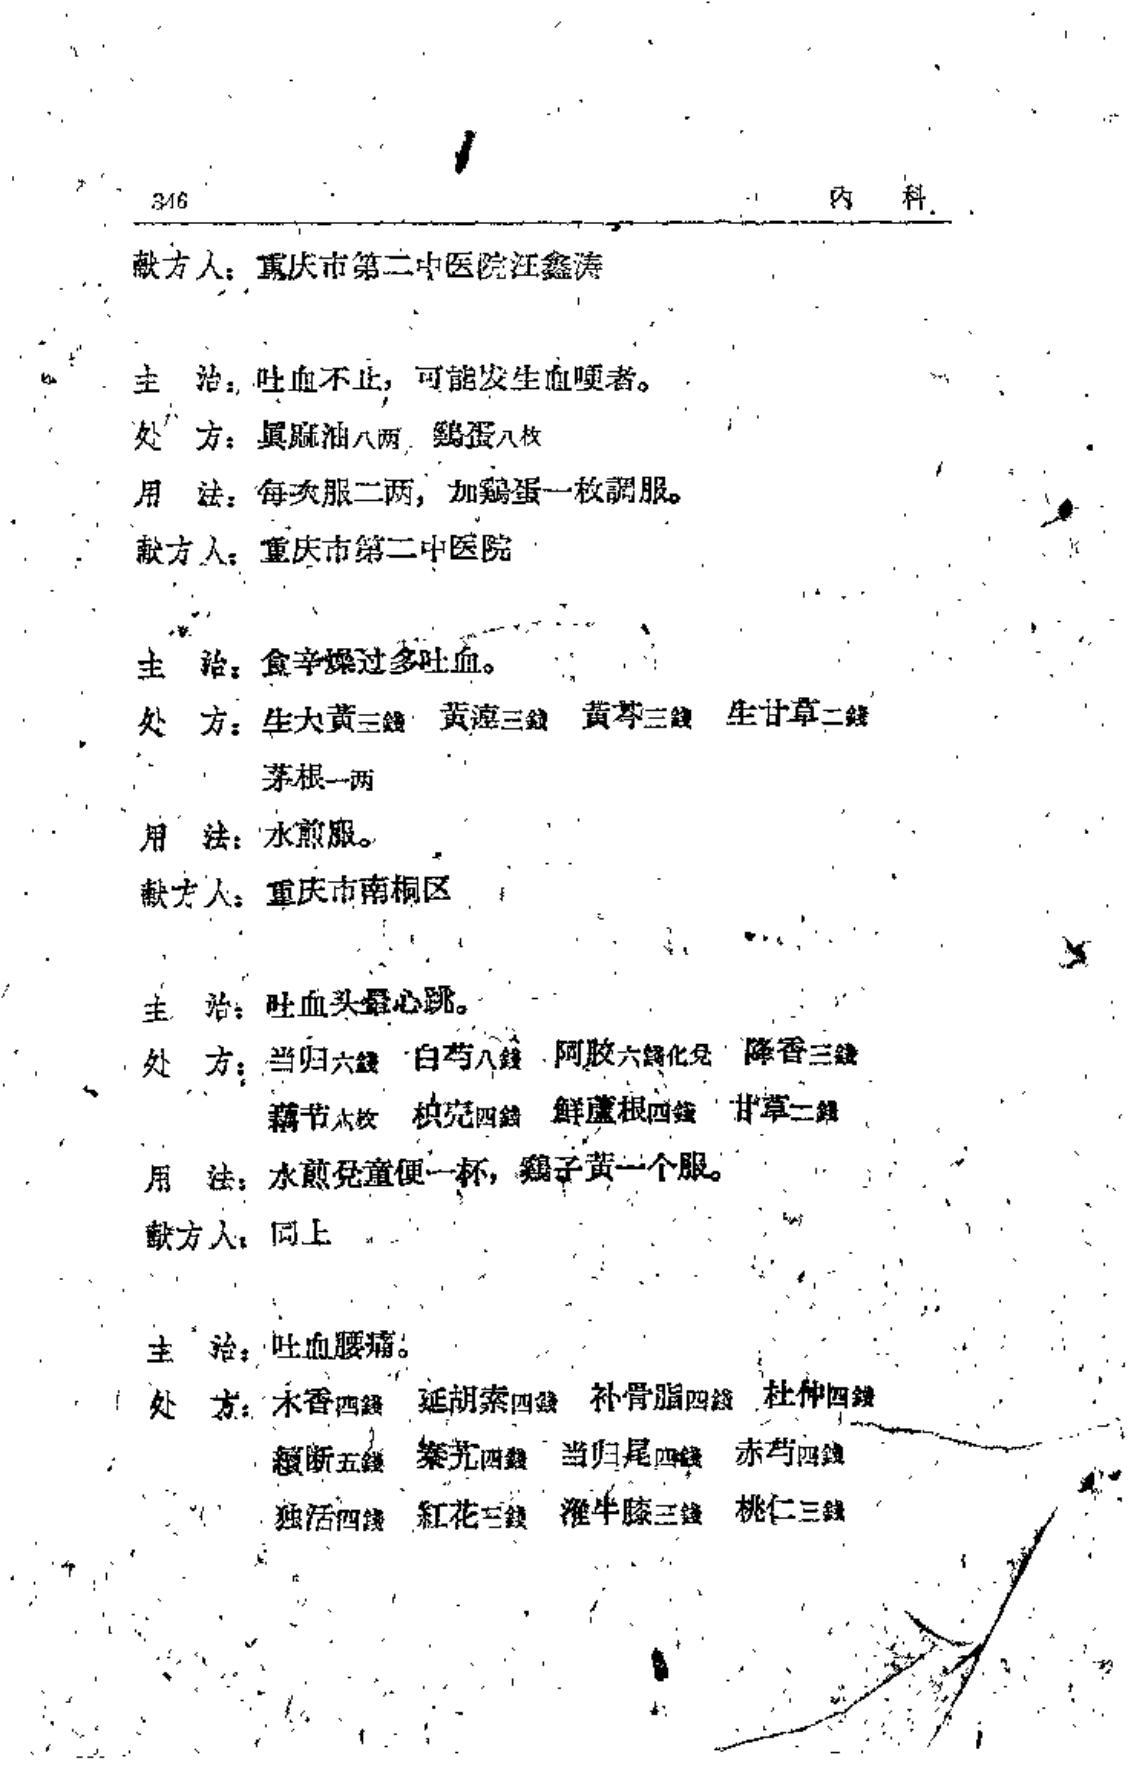 346 内 科
献方人：重庆市第二中医院汪鑫涛
主 治：吐血不止，可能发生血哽者。
处 方：眞麻油八两 鷄蛋八枚
用 法：每次服二两，加鷄蛋一枚調服。
献方人：重庆市第二中医院
主 治：食辛燥过多吐血。
处 方：生大黃三錢 黃連三錢 黃芩三錢 生甘草二錢
茅根一两
用 法：水煎服。
献方人：重庆市南桐区
主 治：吐血头晕心跳。
处 方：当归六錢 白芍八錢 阿胶六錢化兌 降香三錢
藕节六枚 枳壳四錢 鮮蘆根四錢 甘草二錢
用 法：水煎兌童便一杯，鷄子黃一个服。
献方人：同上
主 治：吐血腰痛。
处 方：木香四錢 延胡索四錢 补骨脂四錢 杜仲四錢
續断五錢 秦艽四錢 当归尾四錢 赤芍四錢
独活四錢 紅花三錢 淮牛膝三錢 桃仁三錢